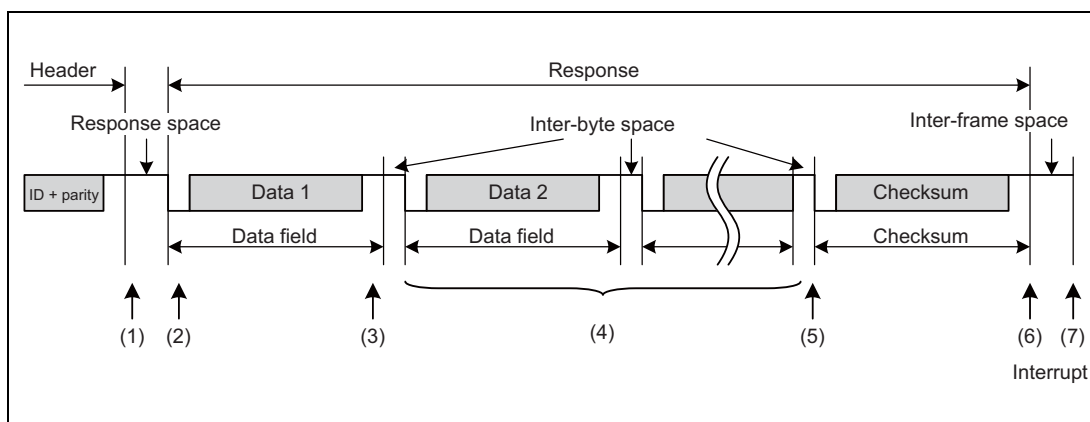 Header
Response
Response space
Inter-byte space
Inter-frame space
ID + parity
Data 1
Data 2
Checksum
Data field
Data field
Checksum
(1)
(2)
(3)
(4)
(5)
(6)
(7)
Interrupt